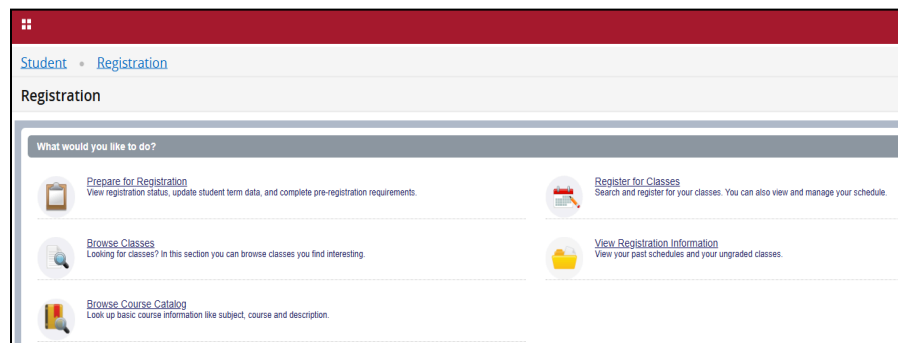 Student • Registration
Registration
What would you like to do?
Prepare for Registration
View registration status, update student term data, and complete pre-registration requirements.
Register for Classes
Search and register for your classes. You can also view and manage your schedule.
Browse Classes
Looking for classes? In this section you can browse classes you find interesting.
View Registration Information
View your past schedules and your ungraded classes.
Browse Course Catalog
Look up basic course information like subject, course and description.